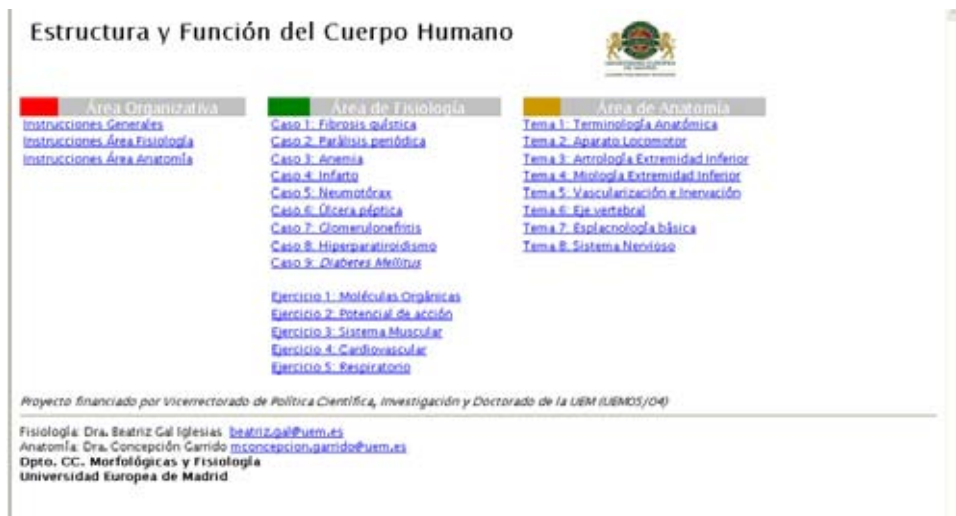 Estructura y Función del Cuerpo Humano
Área Organizativa
Instrucciones Generales
Instrucciones Área Fisiología
Instrucciones Área Anatomía
Área de Fisiología
Caso 1: Fibrosis quística
Caso 2: Parálisis periódica
Caso 3: Anemia
Caso 4: Infarto
Caso 5: Neumotórax
Caso 6: Úlcera péptica
Caso 7: Glomerulonefritis
Caso 8: Hiperparatiroidismo
Caso 9: Diabetes Mellitus
Ejercicio 1: Moléculas Orgánicas
Ejercicio 2: Potencial de acción
Ejercicio 3: Sistema Muscular
Ejercicio 4: Cardiovascular
Ejercicio 5: Respiratorio
Área de Anatomía
Tema 1: Terminología Anatómica
Tema 2: Aparato Locomotor
Tema 3: Artrología Extremidad Inferior
Tema 4: Miología Extremidad Inferior
Tema 5: Vascularización e Inervación
Tema 6: Eje vertebral
Tema 7: Esplacnología básica
Tema 8: Sistema Nervioso
Proyecto financiado por Vicerrectorado de Política Científica, Investigación y Doctorado de la UEM (UEM05/04)
Fisiología: Dra. Beatriz Gal Iglesias beatriz.gal@uem.es
Anatomía: Dra. Concepción Garrido mconcepcion.garrido@uem.es
Dpto. CC. Morfológicas y Fisiología
Universidad Europea de Madrid